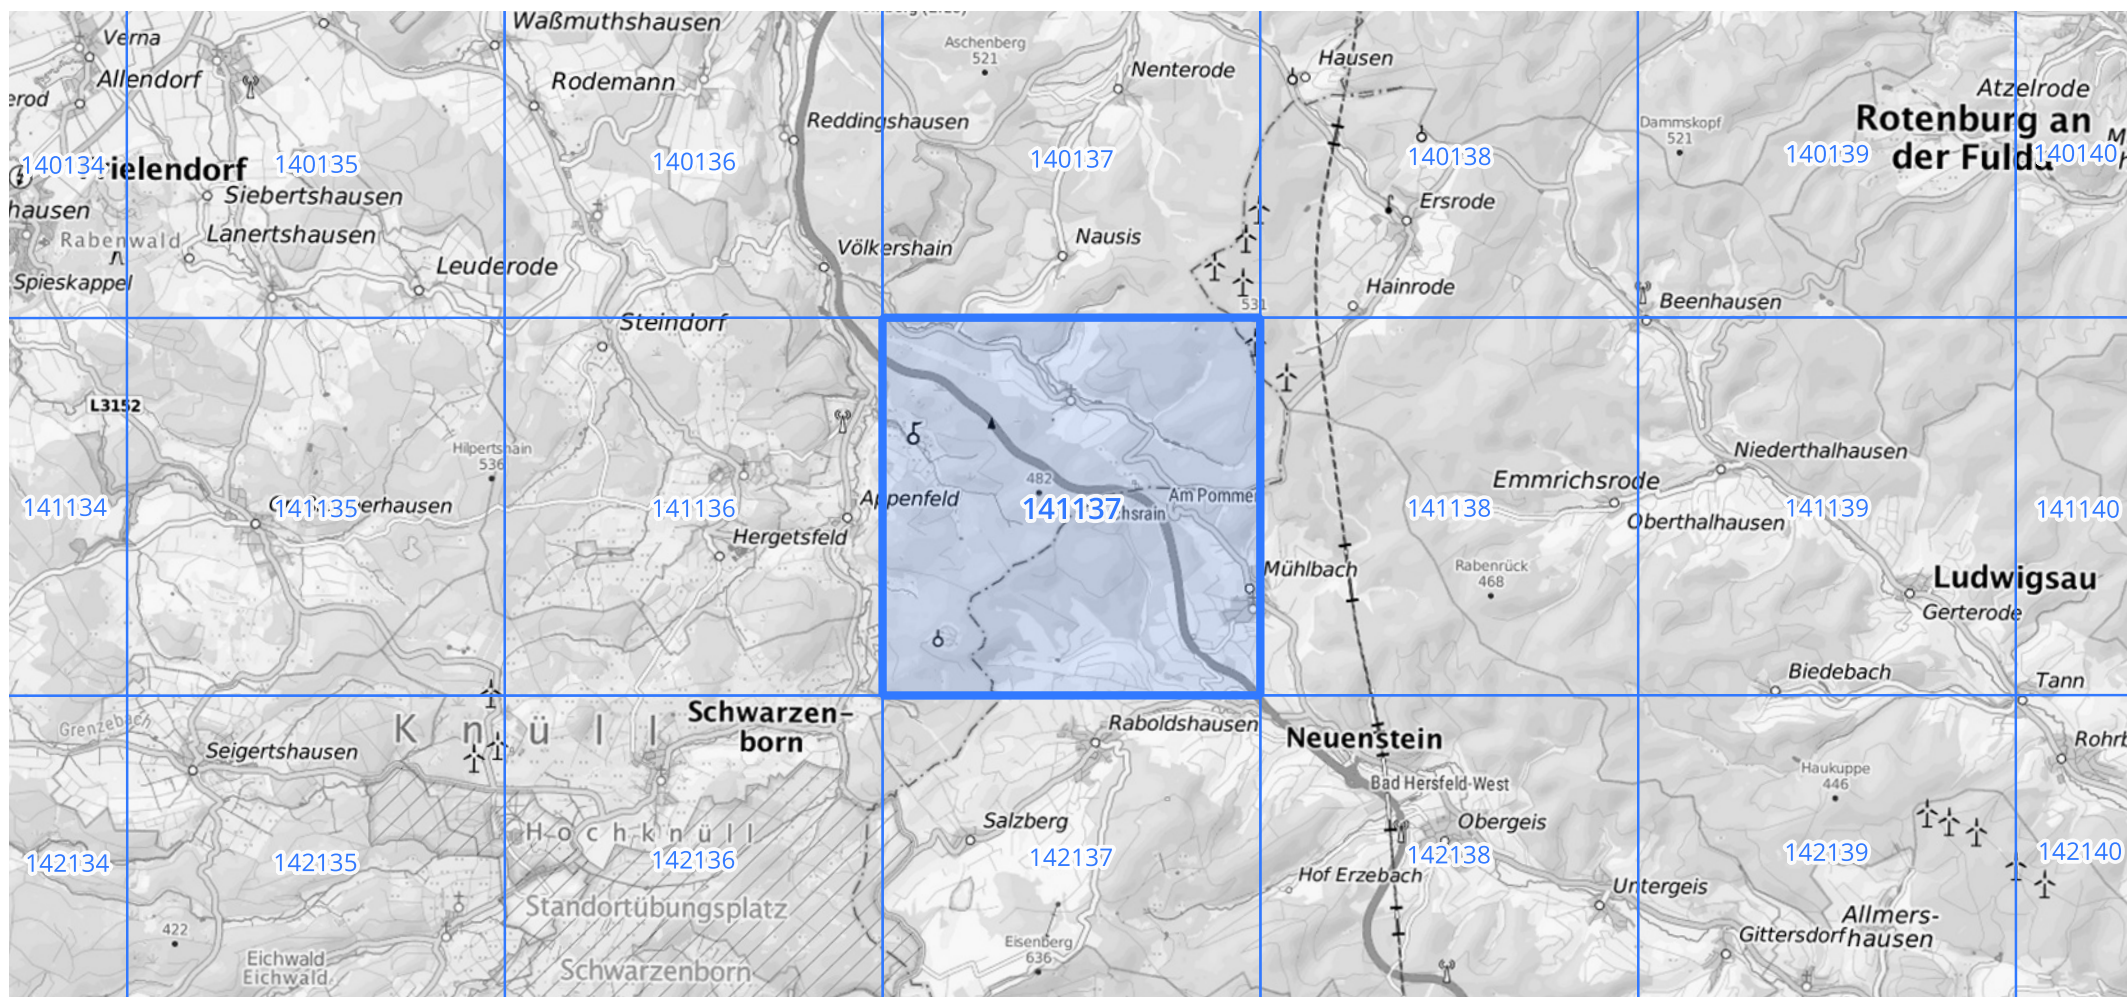 Waßmuthshausen
Verna
Aschenberg
521
Hausen
Allendorf
Rodemann
Nenterode
Atzelrode
Reddingshausen
Dammskopf
521
Rotenburg an
der Fulda
140134
140135
140136
140137
140138
140139
140140
Siebertshausen
Ersrode
Rabenwald
Lanertshausen
Völkershain
Nausis
Leuderode
Spieskappel
Hainrode
531
Beenhausen
Steindorf
L3152
Hilpertshain
536
482
Niederthalhausen
Emmrichsrode
Appenfeld
Am Pommer
141134
141135
141136
141137
141138
141139
141140
Oberthalhausen
Hergetsfeld
Mühlbach
Rabenrück
468
Ludwigsau
Gerterode
Biedebach
Tann
Grenzebach
Knüll
Schwarzen-
born
Raboldshausen
Neuenstein
Seigertshausen
Bad Hersfeld-West
Haukuppe
446
Hochknüll
Salzberg
Obergeis
142134
142135
142136
142137
142138
142139
142140
Hof Erzebach
Untergeis
Standortübungsplatz
Schwarzenborn
422
Eichwald
Eichwald
Eisenberg
636
Allmers-
hausen
Gittersdorf